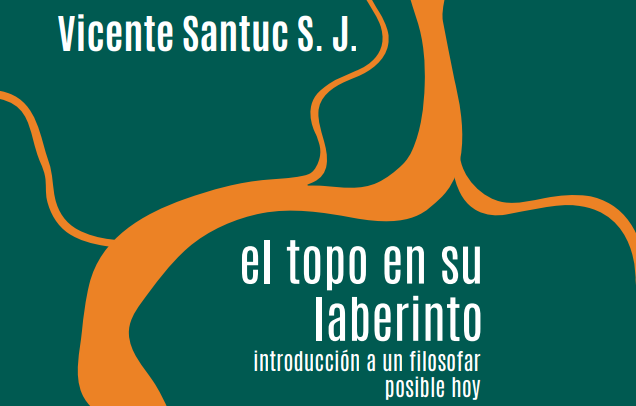 Vicente Santuc S. J.
el topo en su
laberinto
introducción a un filosofar
posible hoy